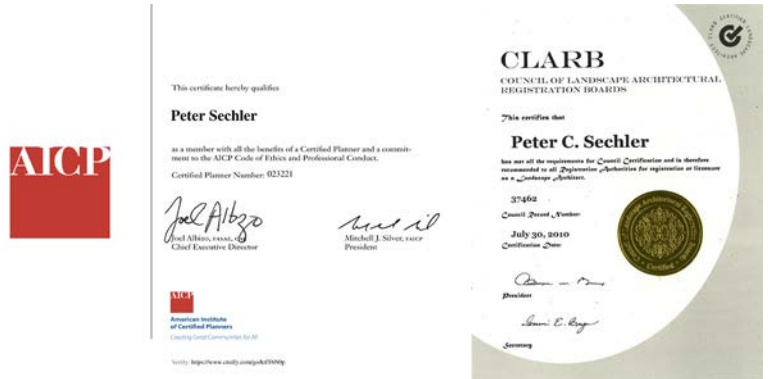 AICP
This certificate hereby qualifies
Peter Sechler
as a member with all the benefits of a Certified Planner and a commit-
ment to the AICP Code of Ethics and Professional Conduct.
Certified Planner Number: 023221
Joel Albizo
Joel Albizo, FASAE,
Chief Executive Director
Mitchell J. Silver, FAICP
President
AICP
American Institute
of Certified Planners
Creating Great Communities for All
CLARB
COUNCIL OF LANDSCAPE ARCHITECTURAL
REGISTRATION BOARDS
This certifies that
Peter C. Sechler
has met all the requirements for Council Certification and is therefore
recommended to all Registration Authorities for registration or licensure
as a Landscape Architect.
37462
Council Record Number
July 30, 2010
Certification Date
President
Secretary
Certified